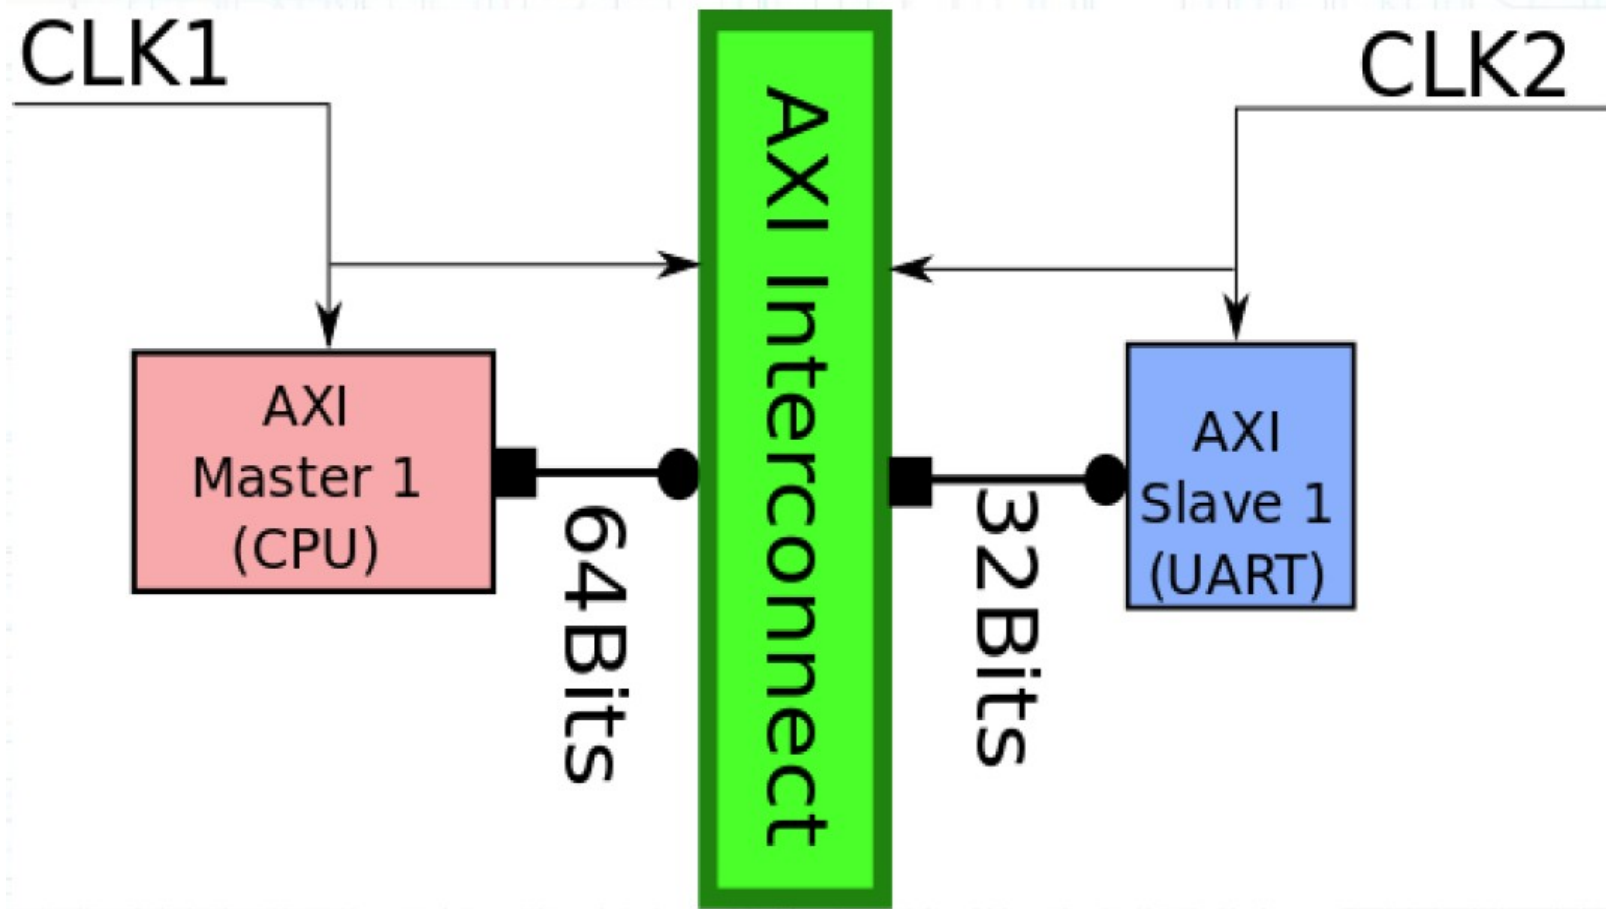 CLK1
CLK2
AXI Interconnect
AXI
Master 1
(CPU)
64Bits
32Bits
AXI
Slave 1
(UART)